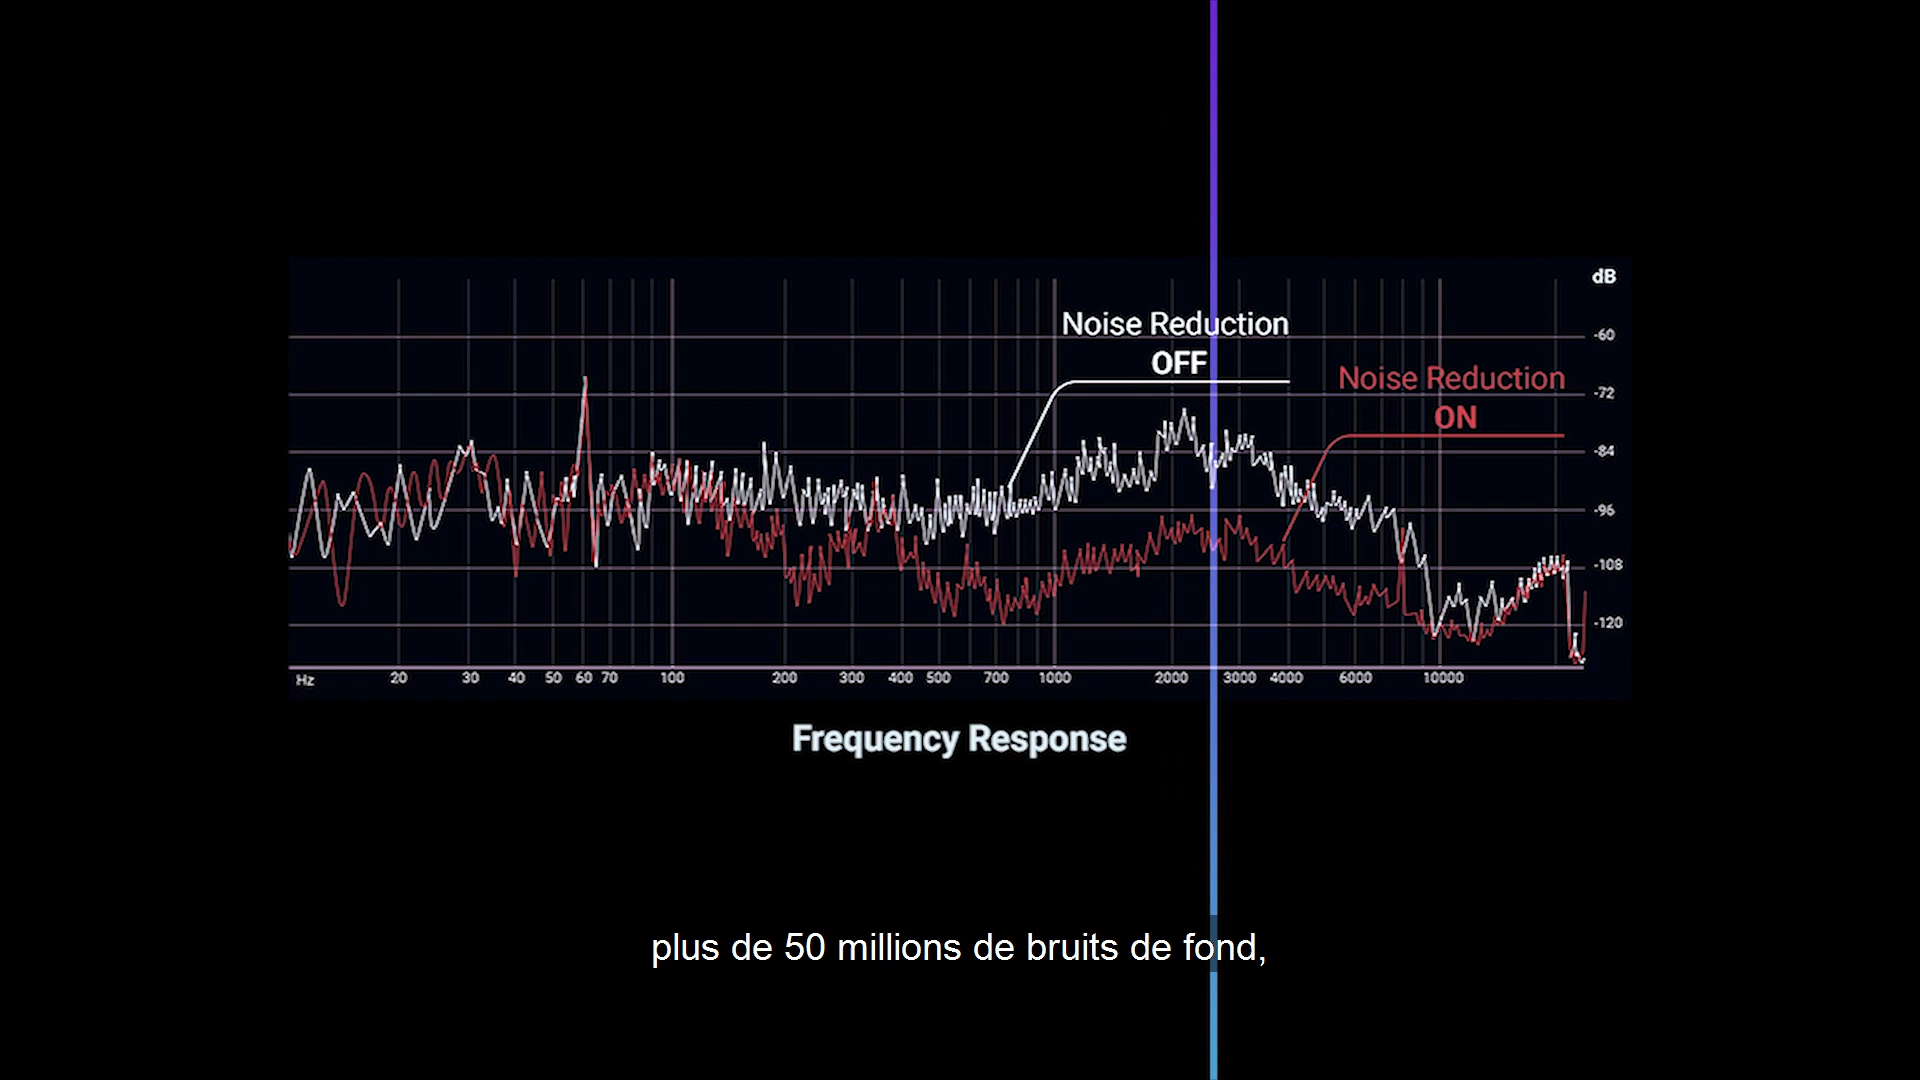 dB
Noise Reduction
OFF
-60
Noise Reduction
ON
-72
-84
-96
-108
-120
Hz 20 30 40 50 60 70 100 200 300 400 500 700 1000 2000 3000 4000 6000 10000
Frequency Response
plus de 50 millions de bruits de fond,